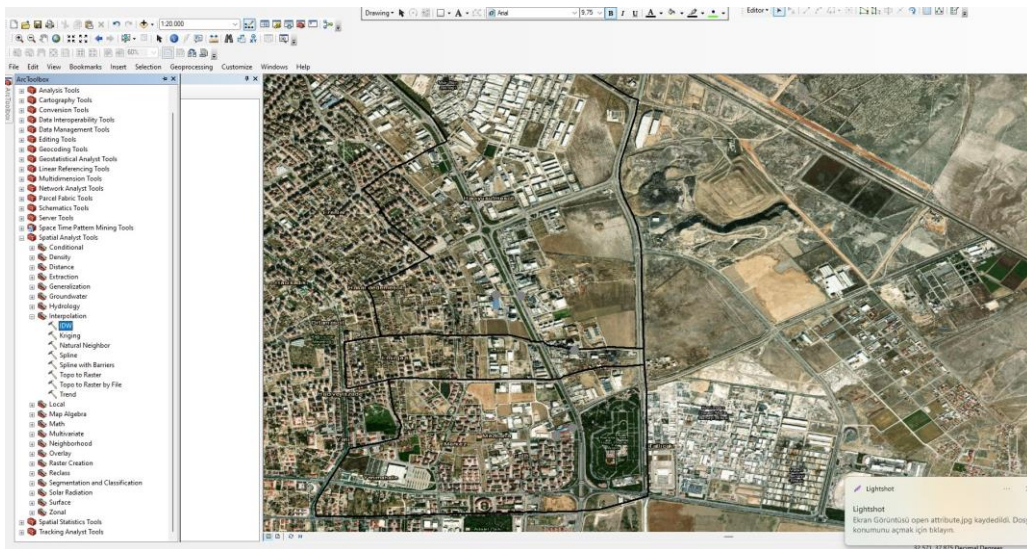 Drawing
A
Arial
9,75
B I U A
Editor
1:20.000
60%
File Edit View Bookmarks Insert Selection Geoprocessing Customize Windows Help
ArcToolbox
ArcToolbox
Analysis Tools
Cartography Tools
Conversion Tools
Data Interoperability Tools
Data Management Tools
Editing Tools
Geocoding Tools
Geostatistical Analyst Tools
Linear Referencing Tools
Multidimension Tools
Network Analyst Tools
Parcel Fabric Tools
Schematics Tools
Server Tools
Space Time Pattern Mining Tools
Spatial Analyst Tools
Conditional
Density
Distance
Extraction
Generalization
Groundwater
Hydrology
Interpolation
IDW
Kriging
Natural Neighbor
Spline
Spline with Barriers
Topo to Raster
Topo to Raster by File
Trend
Local
Map Algebra
Math
Multivariate
Neighborhood
Overlay
Raster Creation
Reclass
Segmentation and Classification
Solar Radiation
Surface
Zonal
Spatial Statistics Tools
Tracking Analyst Tools
Lightshot
Lightshot
Ekran Görüntüsü open attribute.jpg kaydedildi. Dosya
konumunu açmak için tıklayın.
Decimal Degrees